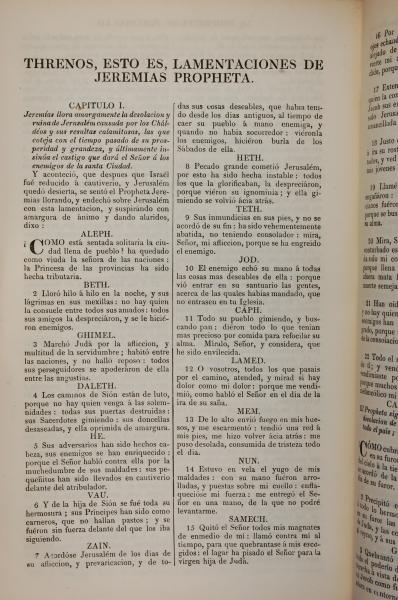 THRENOS, ESTO ES, LAMENTACIONES DE
JEREMIAS PROPHETA.
CAPITULO I.
Jeremías llora amargamente la desolacion y
ruina de Jerusalém causada por los Chal-
déos y sus resultas calamitosas, las que
coteja con el tiempo pasado de su pros-
peridad y grandeza, y últimamente in-
sinúa el castigo que dará el Señor á los
enemigos de la santa Ciudad.
Y aconteció, que despues que Israél
fué reducido á cautiverio, y Jerusalém
quedó desierta, se sentó el Propheta Jere-
mías llorando, y endechó sobre Jerusalém
con esta lamentacion, y suspirando con
amargura de ánimo y dando alaridos,
dixo :
ALEPH.
¡COMO está sentada solitaria la ciu-
dad llena de pueblo! ha quedado
como viuda la señora de las naciones :
la Princesa de las provincias ha sido
hecha tributaria.
BETH.
2 Lloró hilo á hilo en la noche, y sus
lágrimas en sus mexillas : no hay quien
la consuele entre todos sus amados : todos
sus amigos la despreciáron, y se le hicié-
ron enemigos.
GHIMEL.
3 Marchó Judá por la afliccion, y
multitud de la servidumbre ; habitó entre
las naciones, y no halló reposo : todos
sus perseguidores se apoderáron de ella
entre las angustias.
DALETH.
4 Los caminos de Sión están de luto,
porque no hay quien venga á las solem-
nidades : todas sus puertas destruidas :
sus Sacerdotes gimiendo : sus doncellas
desaseadas, y ella oprimida de amargura.
HE.
5 Sus adversarios han sido hechos ca-
beza, sus enemigos se han enriquecido :
porque el Señor habló contra ella por la
muchedumbre de sus maldades : sus pe-
queñitos han sido llevados en cautiverio
delante del atribulador.
VAU.
6 Y de la hija de Sión se fué toda su
hermosura ; sus Príncipes han sido como
carneros, que no hallan pastos ; y se
fuéron sin fuerza delante del que los iba
siguiendo.
ZAIN.
7 Acordóse Jerusalém de los dias de
su afliccion, y prevaricacion, y de to-
das sus cosas deseables, que habia teni-
do desde los dias antiguos, al tiempo de
caer su pueblo á mano enemiga, y
quando no habia socorredor : viéronla
los enemigos, hiciéron burla de los
Sábados de ella.
HETH.
8 Pecado grande cometió Jerusalém,
por esto ha sido hecha instable : todos
los que la glorificaban, la despreciáron,
porque viéron su ignominia ; y ella gi-
miendo se volvió ácia atrás.
TETH.
9 Sus inmundicias en sus pies, y no se
acordó de su fin : ha sido vehementemente
abatida, no teniendo consolador : mira,
Señor, mi afliccion, porque se ha engreido
el enemigo.
JOD.
10 El enemigo echó su mano á todas
las cosas mas deseables de ella : porque
vió entrar en su santuario las gentes,
acerca de las quales habias mandado, que
no entrasen en tu Iglesia.
CAPH.
11 Todo su pueblo gimiendo, y bus-
cando pan : diéron todo lo que tenian
mas precioso por comida para refocilar su
alma. Miralo, Señor, y considera, que
he sido envilecida.
LAMED.
12 O vosotros, todos los que pasais
por el camino, atended, y mirad si hay
dolor como mi dolor : porque me vendi-
mió, como habló el Señor en el dia de la
ira de su saña.
MEM.
13 De lo alto envió fuego en mis hue-
sos, y me escarmentó : tendió una red á
mis pies, me hizo volver ácia atrás : me
puso desolada, consumida de tristeza todo
el dia.
NUN.
14 Estuvo en vela el yugo de mis
maldades : con su mano fuéron arro-
lladas, y puestas sobre mi cuello : enfla-
queciose mi fuerza : me entregó el Se-
ñor en una mano, de la que no podré
levantarme.
SAMECH.
15 Quitó el Señor todos mis magnates
de enmedio de mí : llamó contra mí al
tiempo, para que quebrantase á mis esco-
gidos : el lagar ha pisado el Señor para la
virgen hija de Judá.